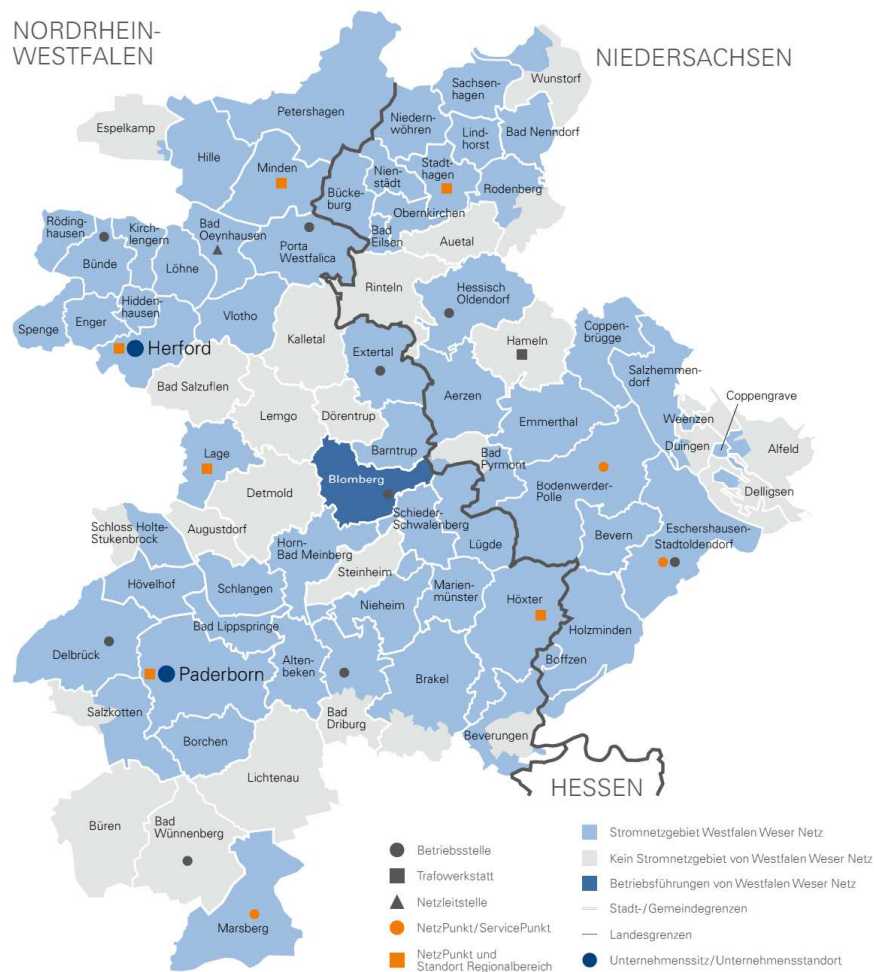 NORDRHEIN-
WESTFALEN
NIEDERSACHSEN
Wunstorf
Sachsen-
hagen
Petershagen
Niedern-
wöhren
Espelkamp
Lind-
horst
Bad Nenndorf
Hille
Minden
Nien-
städt
Stadt-
hagen
Rodenberg
Bücke-
burg
Obernkirchen
Röding-
hausen
Kirch-
lengern
Bad
Oeynhausen
Porta
Westfalica
Bad
Eilsen
Auetal
Bünde
Löhne
Rinteln
Hessisch
Oldendorf
Hidden-
hausen
Spenge
Enger
Vlotho
Kalletal
Hameln
Coppen-
brügge
Herford
Extertal
Salzhemmen-
dorf
Bad Salzuflen
Aerzen
Coppengrave
Lemgo
Dörentrup
Emmerthal
Weenzen
Duingen
Alfeld
Lage
Barntrup
Bad
Pyrmont
Blomberg
Bodenwerder-
Polle
Delligsen
Detmold
Schieder-
Schwalenberg
Schloss Holte-
Stukenbrock
Augustdorf
Horn-
Bad Meinberg
Lügde
Bevern
Eschershausen-
Stadtoldendorf
Steinheim
Hövelhof
Schlangen
Nieheim
Marien-
münster
Höxter
Bad Lippspringe
Holzminden
Delbrück
Paderborn
Alten-
beken
Brakel
Boffzen
Salzkotten
Bad
Driburg
Borchen
Beverungen
Lichtenau
HESSEN
Büren
Bad
Wünnenberg
Marsberg
Betriebsstelle
Trafowerkstatt
Netzleitstelle
NetzPunkt/ServicePunkt
NetzPunkt und
Standort Regionalbereich
Stromnetzgebiet Westfalen Weser Netz
Kein Stromnetzgebiet von Westfalen Weser Netz
Betriebsführungen von Westfalen Weser Netz
Stadt-/Gemeindegrenzen
Landesgrenzen
Unternehmenssitz/Unternehmensstandort